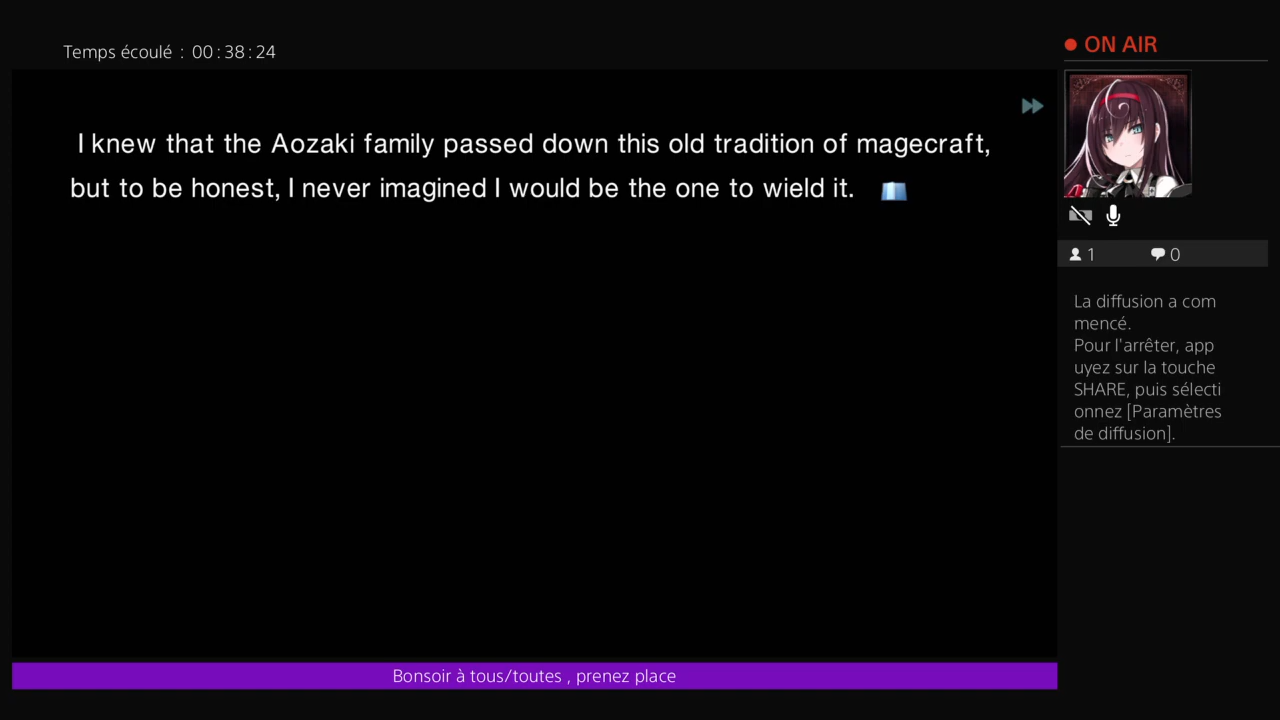 Temps écoulé : 00:38:24
ON AIR
I knew that the Aozaki family passed down this old tradition of magecraft,
but to be honest, I never imagined I would be the one to wield it.
1 0
La diffusion a com
mencé.
Pour l'arrêter, app
uyez sur la touche
SHARE, puis sélecti
onnez [Paramètres
de diffusion].
Bonsoir à tous/toutes , prenez place